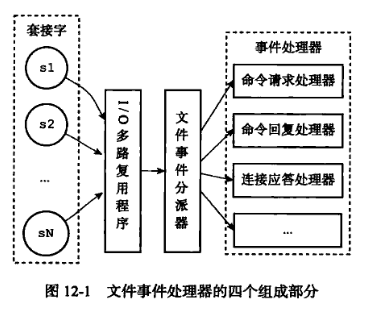 套接字
s1
s2
...
sN
I/O多路复用程序
文件事件分派器
事件处理器
命令请求处理器
命令回复处理器
连接应答处理器
...
图 12-1 文件事件处理器的四个组成部分